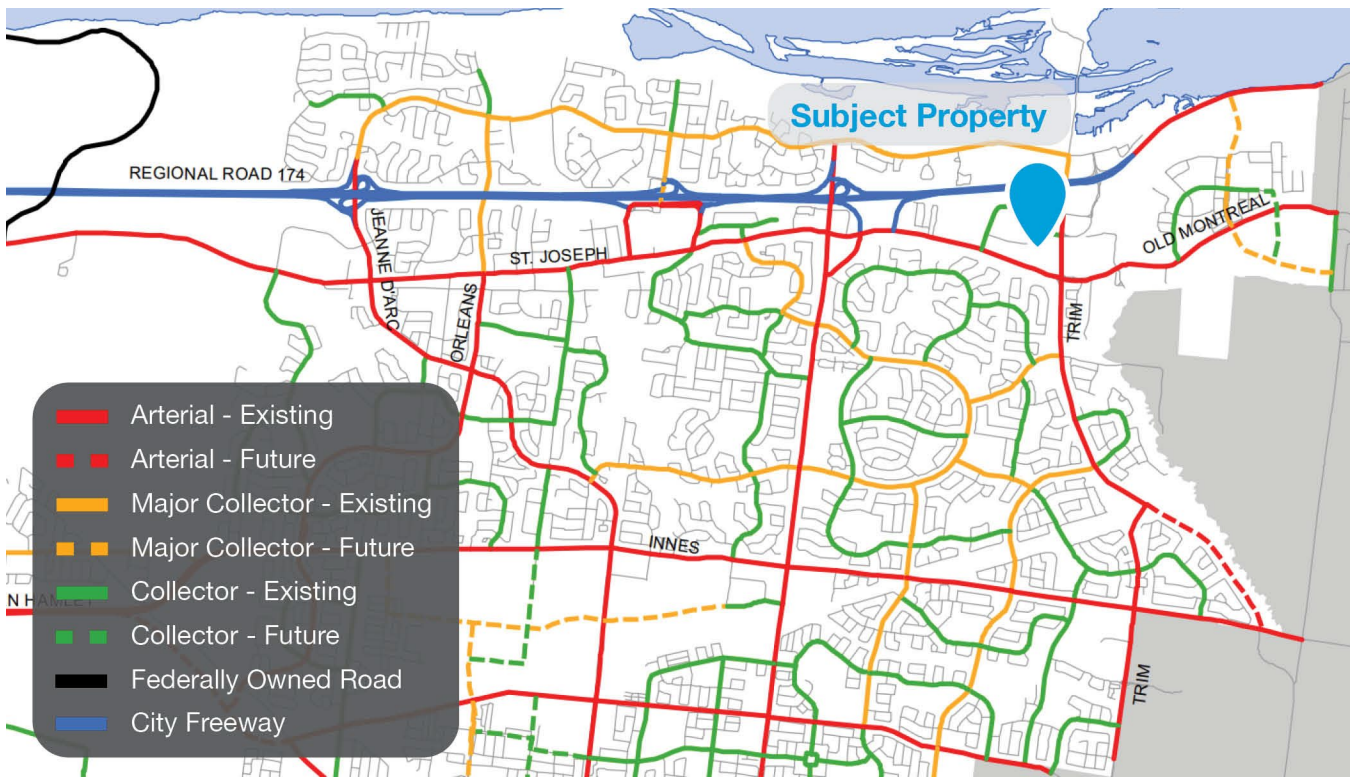 Subject Property
REGIONAL ROAD 174
JEANNE D'ARC
ST. JOSEPH
ORLEANS
OLD MONTREAL
TRIM
INNES
N HAMLET
TRIM
Arterial - Existing
Arterial - Future
Major Collector - Existing
Major Collector - Future
Collector - Existing
Collector - Future
Federally Owned Road
City Freeway